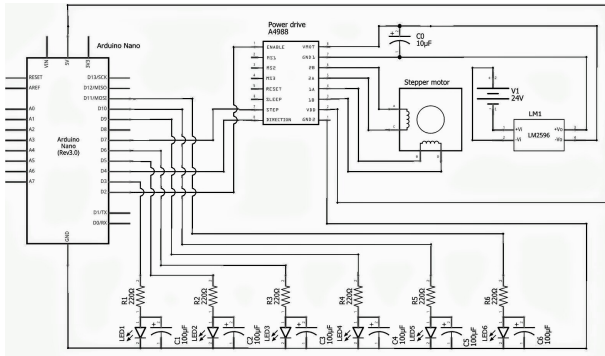 Arduino Nano
VIN
5V
3V3
RESET
AREF
A0
A1
A2
A3
A4
A5
A6
A7
D13/SCK
D12/MISO
D11/MOSI
D10
D9
D8
D7
D6
D5
D4
D3
D2
D1/TX
D0/RX
Arduino
Nano
(Rev3.0)
GND
Power drive
A4988
ENABLE
MS1
MS2
MS3
RESET
SLEEP
STEP
DIRECTION
VMOT
GND1
2B
2A
1A
1B
VDD
GND2
C0
10µF
Stepper motor
V1
24V
LM1
LM2596
+Vi
-Vi
+Vo
-Vo
R1
220Ω
R2
220Ω
R3
220Ω
R4
220Ω
R5
220Ω
R6
220Ω
LED1
C1
100µF
LED2
C2
100µF
LED3
C3
100µF
LED4
C4
100µF
LED5
C5
100µF
LED6
C6
100µF